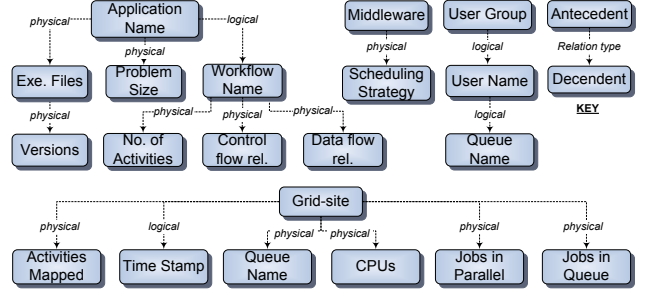 Application
Name
Middleware
User Group
Antecedent
physical
logical
physical
physical
logical
Relation type
Exe. Files
Problem
Size
Workflow
Name
Scheduling
Strategy
User Name
Decendent
KEY
physical
physical
physical
physical
logical
Versions
No. of
Activities
Control
flow rel.
Data flow
rel.
Queue
Name
Grid-site
physical
logical
physical
physical
physical
physical
Activities
Mapped
Time Stamp
Queue
Name
CPUs
Jobs in
Parallel
Jobs in
Queue